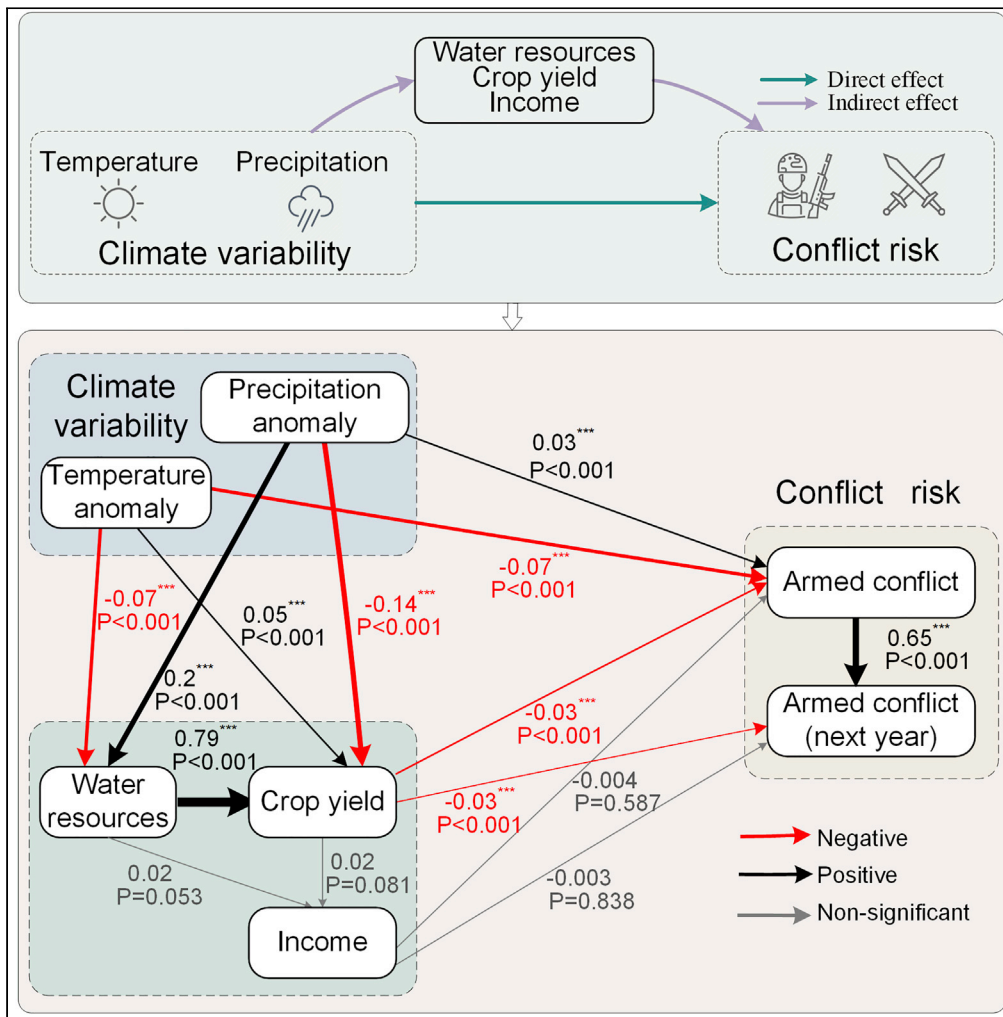 Water resources
Crop yield
Income
Direct effect
Indirect effect
Temperature
Precipitation
Climate variability
Conflict risk
Climate
variability
Precipitation
anomaly
Temperature
anomaly
0.03***
P<0.001
Conflict risk
-0.07***
P<0.001
Armed conflict
-0.07***
P<0.001
0.05***
P<0.001
-0.14***
P<0.001
0.65***
P<0.001
0.2***
P<0.001
Armed conflict
(next year)
0.79***
P<0.001
-0.03***
P<0.001
Water
resources
Crop yield
-0.004
P=0.587
-0.03***
P<0.001
0.02
P=0.053
0.02
P=0.081
-0.003
P=0.838
Income
Negative
Positive
Non-significant